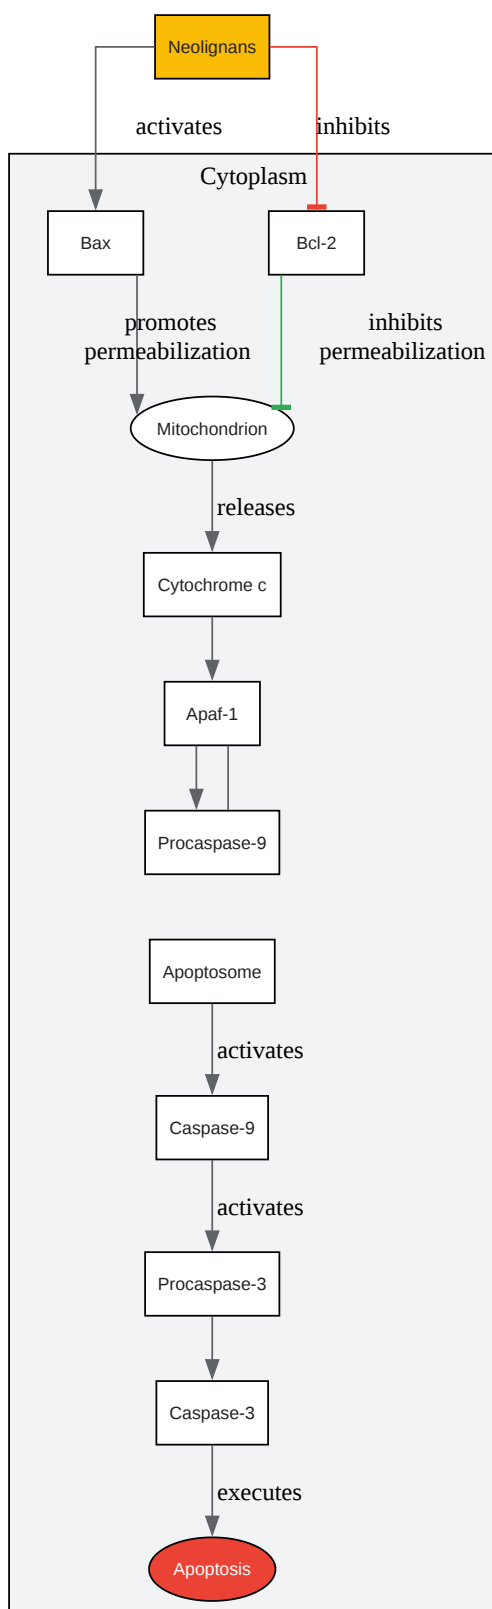 Neolignans
activates
inhibits
Cytoplasm
Bax
Bcl-2
promotes
permeabilization
inhibits
permeabilization
Mitochondrion
releases
Cytochrome c
Apaf-1
Procaspase-9
Apoptosome
activates
Caspase-9
activates
Procaspase-3
Caspase-3
executes
Apoptosis